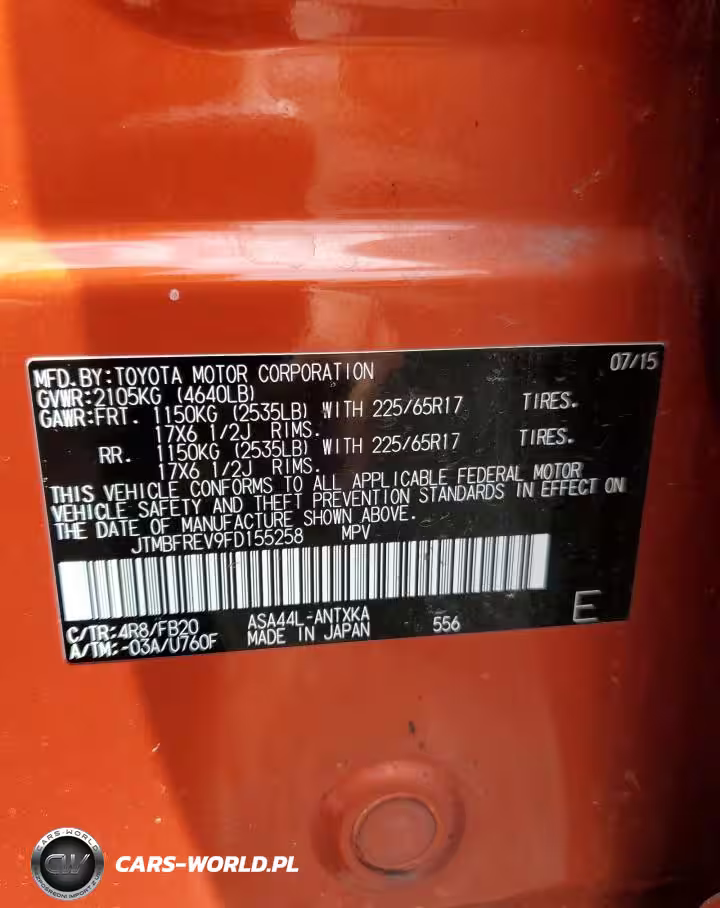 07/15
MFD.BY:TOYOTA MOTOR CORPORATION
GVWR:2105KG (4640LB)
GAWR:FRT. 1150KG (2535LB) WITH 225/65R17 TIRES.
17X6 1/2J RIMS.
RR. 1150KG (2535LB) WITH 225/65R17 TIRES.
17X6 1/2J RIMS.
THIS VEHICLE CONFORMS TO ALL APPLICABLE FEDERAL MOTOR
VEHICLE SAFETY AND THEFT PREVENTION STANDARDS IN EFFECT ON
THE DATE OF MANUFACTURE SHOWN ABOVE.
JTMBFREV9FD155258 MPV
C/TR:4R8/FB20 ASA44L-ANTXKA 556 E
A/TM:-03A/U760F MADE IN JAPAN
CARS-WORLD
CARS-WORLD.PL